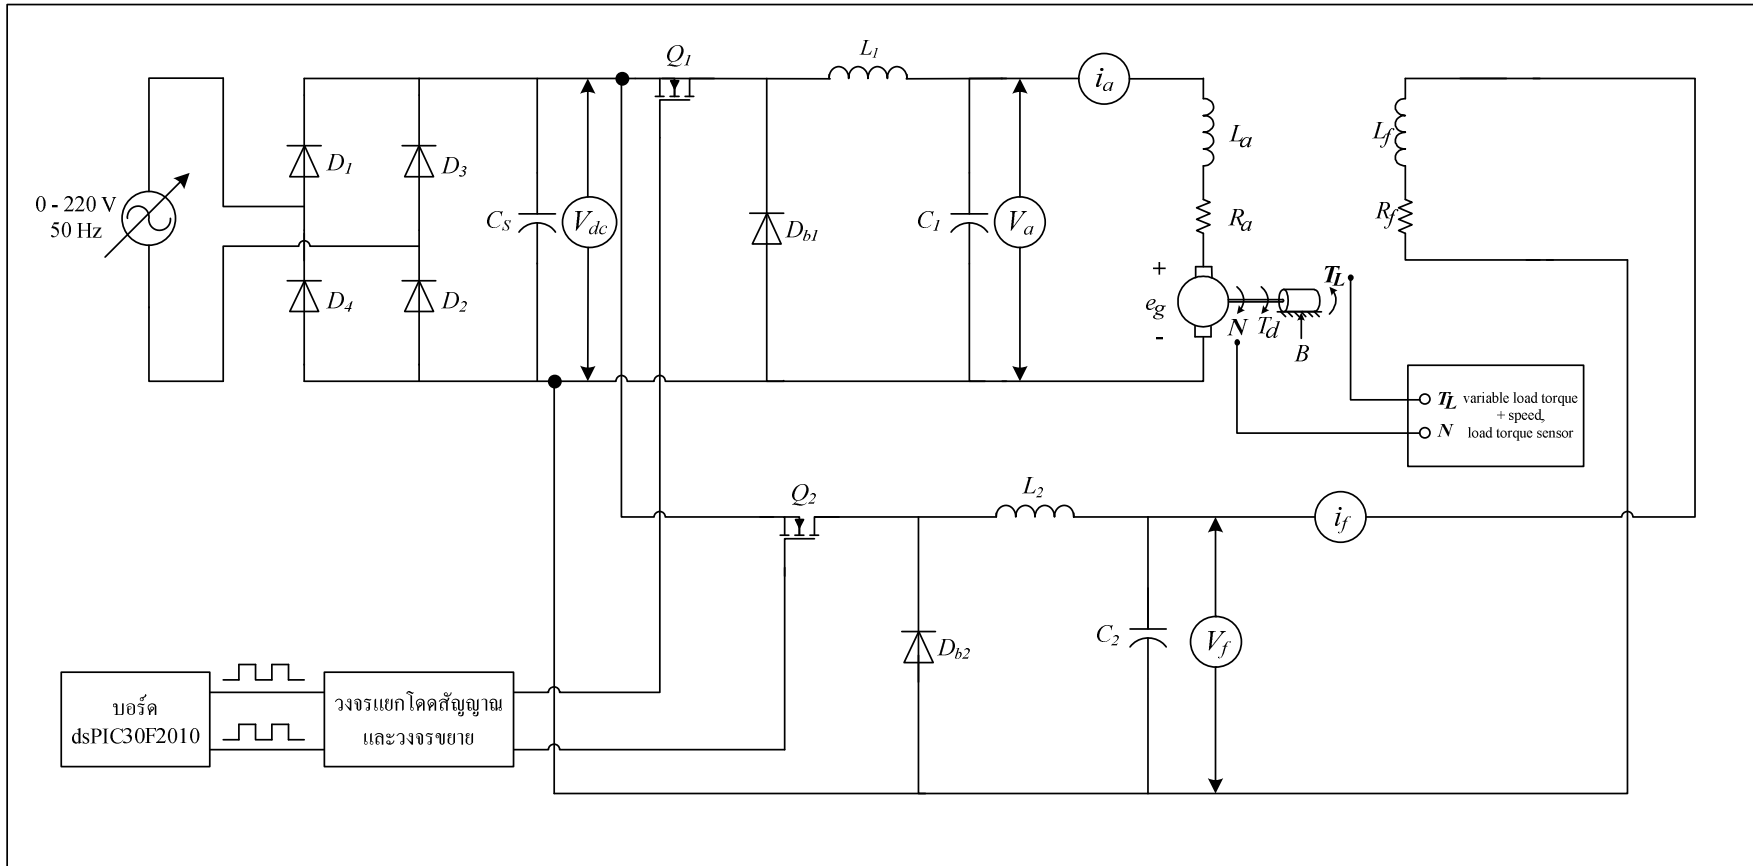 Q1
L1
ia
La
Lf
D1
D3
0 - 220 V
50 Hz
CS
Vdc
Db1
C1
Va
Ra
Rf
D4
D2
+
eg
-
N
Td
TL
B
TL variable load torque
+ speed,
N load torque sensor
Q2
L2
if
Db2
C2
Vf
บอร์ด
dsPIC30F2010
วงจรแยกโดดสัญญาณ
และวงจรขยาย